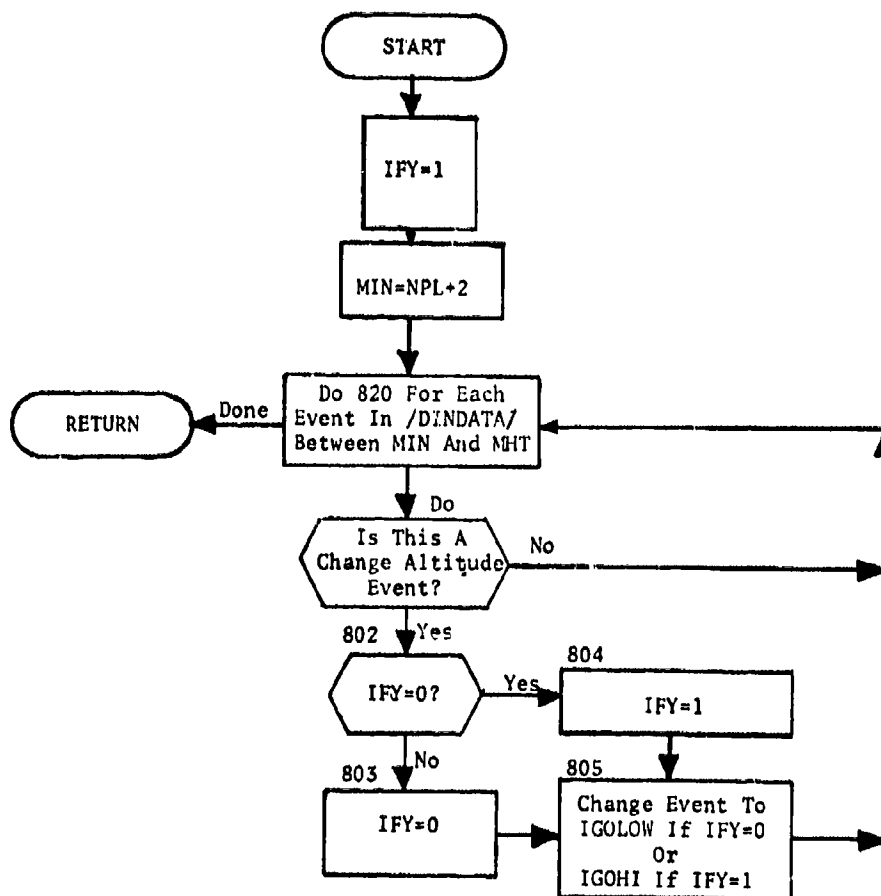 START
IFY=1
MIN=NPL+2
Do 820 For Each
Event In /DINDATA/
Between MIN And MHT
Done
RETURN
Do
Is This A
Change Altitude
Event?
No
802
Yes
IFY=0?
Yes
804
IFY=1
No
803
IFY=0
805
Change Event To
IGOLOW If IFY=0
Or
IGOHI If IFY=1